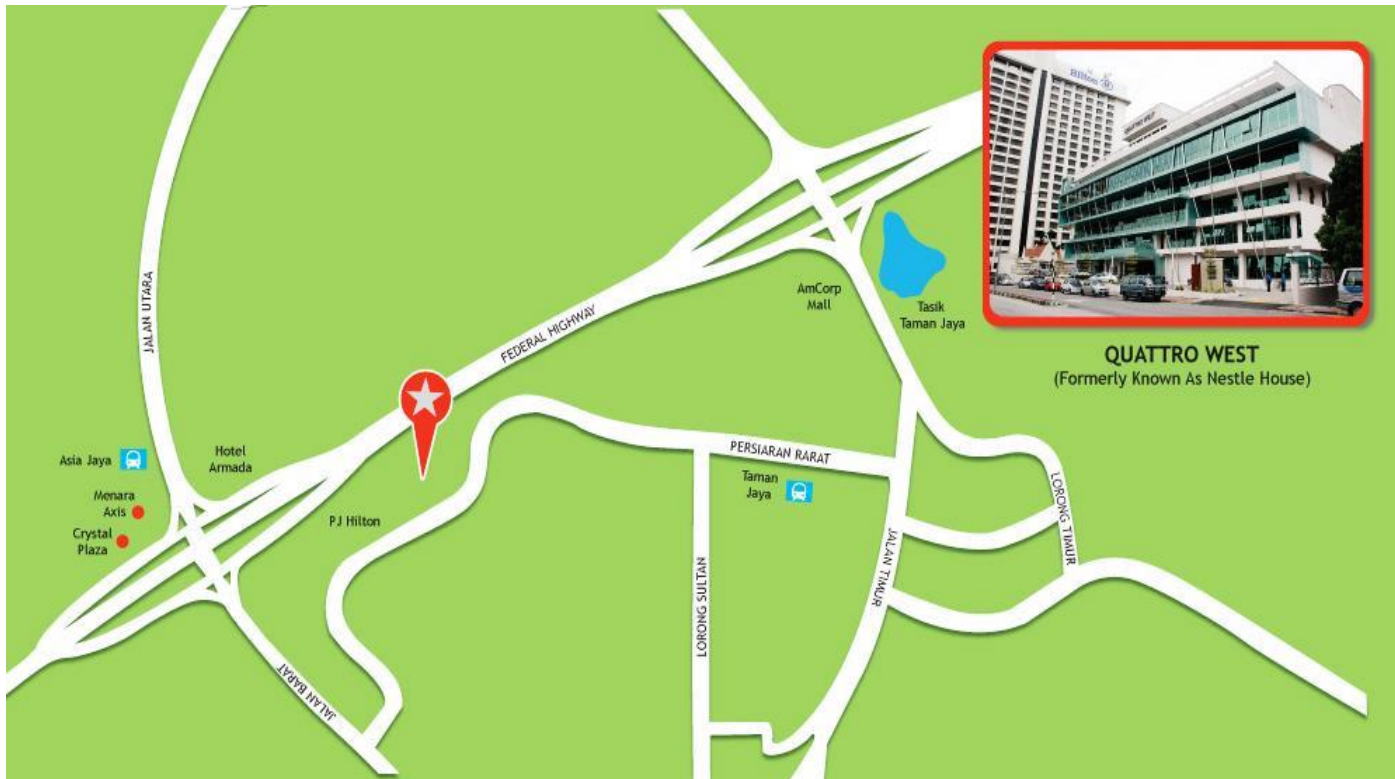 Hilton
QUATTRO WEST
JALAN UTARA
FEDERAL HIGHWAY
AmCorp
Mall
Tasik
Taman Jaya
QUATTRO WEST
(Formerly Known As Nestle House)
Asia Jaya
Hotel
Armada
Menara
Axis
Crystal
Plaza
PJ Hilton
PERSIARAN RARAT
Taman
Jaya
LORONG TIMUR
JALAN TIMUR
LORONG SULTAN
JALAN BARAT